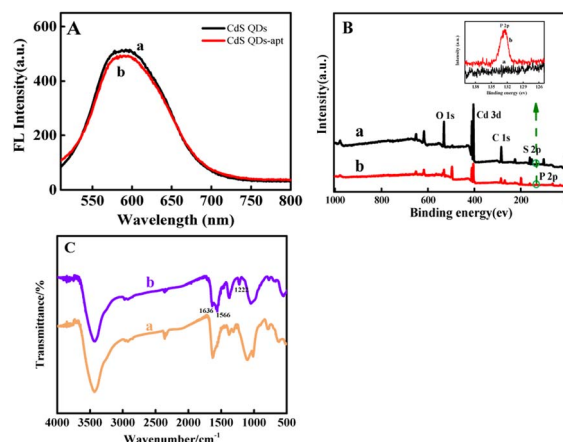 A
CdS QDs
CdS QDs-apt
a
b
600
400
200
0
FL Intensity(a.u.)
550 600 650 700 750 800
Wavelength (nm)
B
P 2p
b
a
Intensity (a.u.)
138 135 132 129 126
Binding energy (ev)
a
b
O 1s
Cd 3d
C 1s
S 2p
P 2p
Intensity(a.u.)
1000 800 600 400 200
Binding energy(ev)
C
b
a
1636
1566
1222
Transmittance/%
4000 3500 3000 2500 2000 1500 1000 500
Wavenumber/cm⁻¹